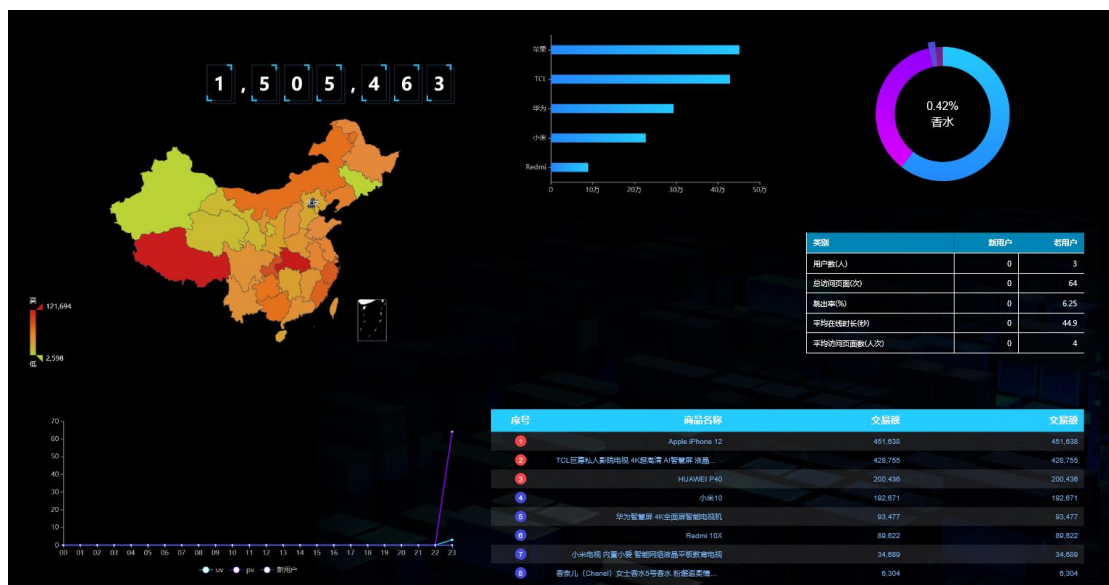 1,505,463
北京
高
121,694
2,598
低
苹果
TCL
华为
小米
Redmi
0 10万 20万 30万 40万 50万
0.42%
香水
类别 新用户 老用户
用户数(人) 0 3
总访问页面(次) 0 64
跳出率(%) 0 6.25
平均在线时长(秒) 0 44.9
平均访问页面数(人次) 0 4
70
60
50
40
30
20
10
0
00 01 02 03 04 05 06 07 08 09 10 11 12 13 14 15 16 17 18 19 20 21 22 23
uv pv 新用户
序号 商品名称 交易额 交易额
1 Apple iPhone 12 451,638 451,638
2 TCL巨幕私人影院电视 4K超高清 AI智慧屏 液晶... 428,755 428,755
3 HUAWEI P40 200,436 200,436
4 小米10 192,671 192,671
5 华为智慧屏 4K全面屏智能电视机 93,477 93,477
6 Redmi 10X 89,622 89,622
7 小米电视 内置小爱 智能网络液晶平板教育电视 34,689 34,689
8 香奈儿（Chanel）女士香水5号香水 粉邂逅柔情... 6,304 6,304